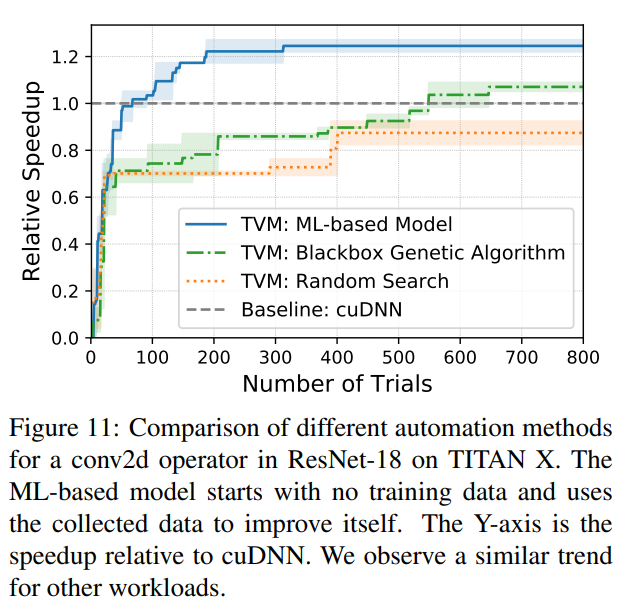 1.2
1.0
0.8
0.6
0.4
0.2
0.0
Relative Speedup
TVM: ML-based Model
TVM: Blackbox Genetic Algorithm
TVM: Random Search
Baseline: cuDNN
0 100 200 300 400 500 600 700 800
Number of Trials
Figure 11: Comparison of different automation methods
for a conv2d operator in ResNet-18 on TITAN X. The
ML-based model starts with no training data and uses
the collected data to improve itself. The Y-axis is the
speedup relative to cuDNN. We observe a similar trend
for other workloads.